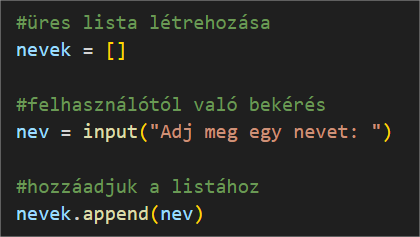 #üres lista létrehozása
nevek = []
#felhasználótól való bekérés
nev = input("Adj meg egy nevet: ")
#hozzáadjuk a listához
nevek.append(nev)